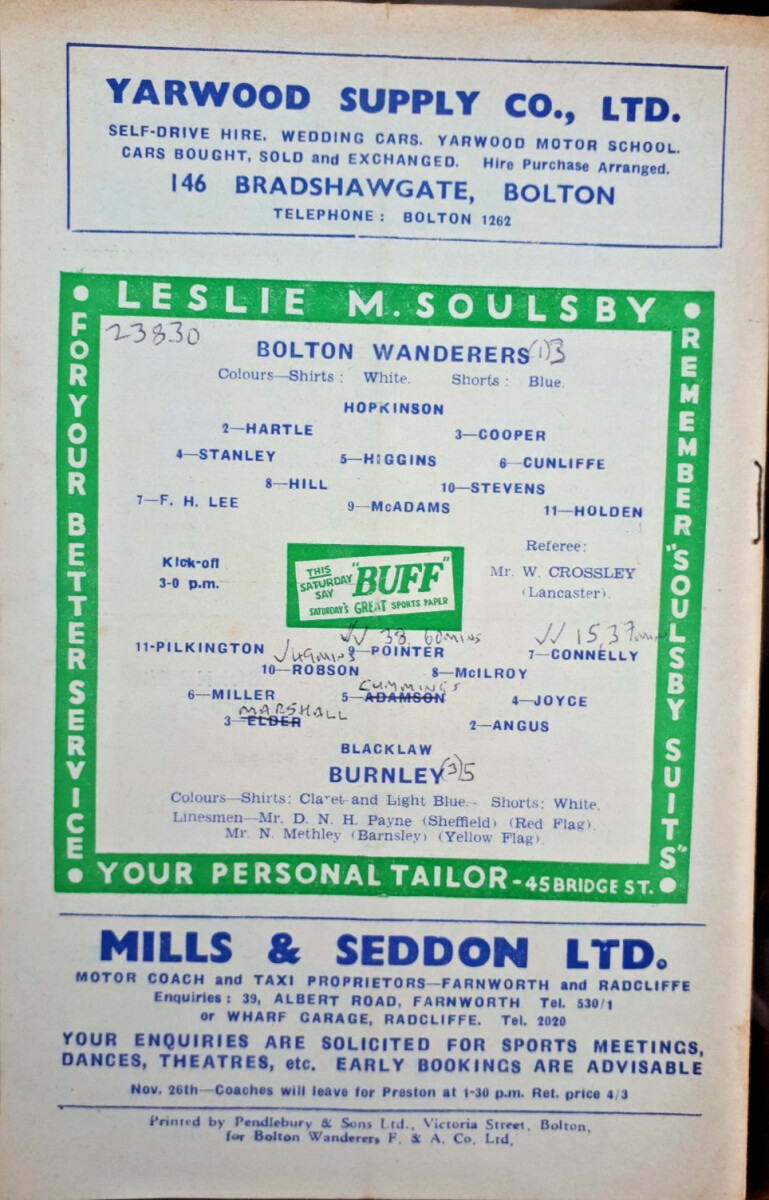 YARWOOD SUPPLY CO., LTD.
SELF-DRIVE HIRE. WEDDING CARS. YARWOOD MOTOR SCHOOL.
CARS BOUGHT, SOLD and EXCHANGED. Hire Purchase Arranged.
146 BRADSHAWGATE, BOLTON
TELEPHONE: BOLTON 1262
• LESLIE M. SOULSBY •
FOR YOUR BETTER SERVICE
REMEMBER "SOULSBY SUITS"
23830
BOLTON WANDERERS (1) 3
Colours—Shirts: White. Shorts: Blue.
HOPKINSON
2—HARTLE 3—COOPER
4—STANLEY 5—HIGGINS 6—CUNLIFFE
8—HILL 10—STEVENS
7—F. H. LEE 9—McADAMS 11—HOLDEN
Kick-off
3-0 p.m.
THIS SATURDAY SAY "BUFF"
SATURDAY'S GREAT SPORTS PAPER
Referee:
Mr. W. CROSSLEY
(Lancaster).
✓✓ 38, 60mins ✓✓ 15, 37mins
11-PILKINGTON 9—POINTER 7—CONNELLY
✓49mins
10—ROBSON 8—McILROY
CUMMINGS
6—MILLER 5—ADAMSON 4—JOYCE
MARSHALL
3—ELDER 2—ANGUS
BLACKLAW
BURNLEY (3) 5
Colours—Shirts: Claret and Light Blue.- Shorts: White.
Linesmen—Mr. D. N. H. Payne (Sheffield) (Red Flag).
Mr. N. Methley (Barnsley) (Yellow Flag).
• YOUR PERSONAL TAILOR - 45 BRIDGE ST. •
MILLS & SEDDON LTD.
MOTOR COACH and TAXI PROPRIETORS—FARNWORTH and RADCLIFFE
Enquiries: 39, ALBERT ROAD, FARNWORTH Tel. 530/1
or WHARF GARAGE, RADCLIFFE. Tel. 2020
YOUR ENQUIRIES ARE SOLICITED FOR SPORTS MEETINGS,
DANCES, THEATRES, etc. EARLY BOOKINGS ARE ADVISABLE
Nov. 26th—Coaches will leave for Preston at 1-30 p.m. Ret. price 4/3
Printed by Pendlebury & Sons Ltd., Victoria Street, Bolton,
for Bolton Wanderers F. & A. Co. Ltd.